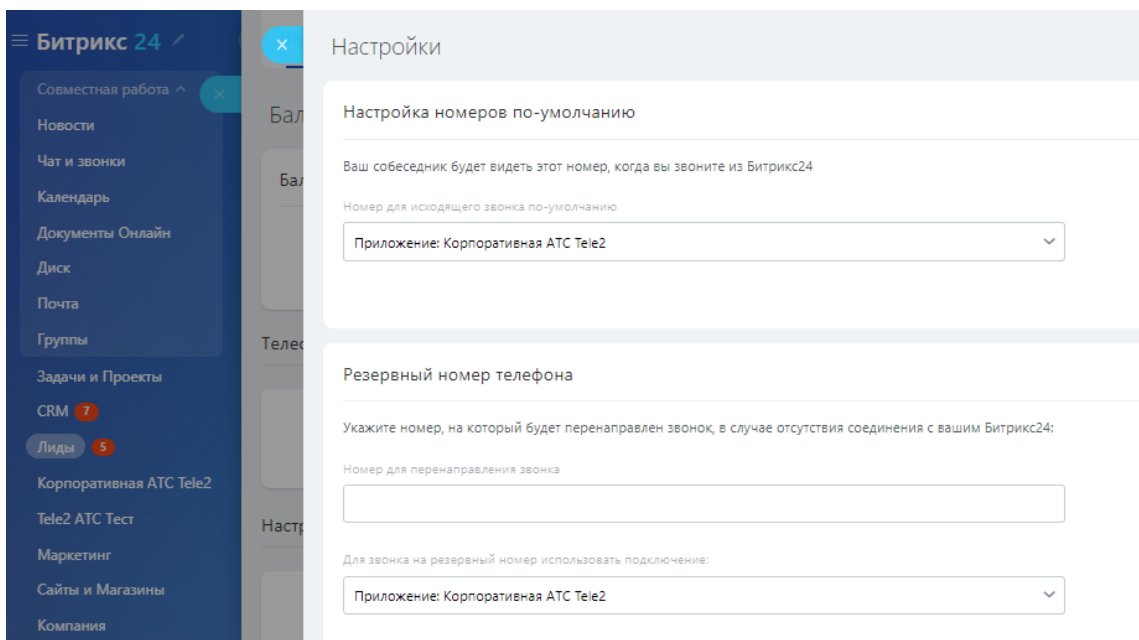 Битрикс 24
Совместная работа
Новости
Чат и звонки
Календарь
Документы Онлайн
Диск
Почта
Группы
Задачи и Проекты
CRM 7
Лиды 5
Корпоративная АТС Tele2
Tele2 АТС Тест
Маркетинг
Сайты и Магазины
Компания
Настройки
Настройка номеров по-умолчанию
Ваш собеседник будет видеть этот номер, когда вы звоните из Битрикс24
Номер для исходящего звонка по-умолчанию
Приложение: Корпоративная АТС Tele2
Резервный номер телефона
Укажите номер, на который будет перенаправлен звонок, в случае отсутствия соединения с вашим Битрикс24:
Номер для перенаправления звонка
Для звонка на резервный номер использовать подключение:
Приложение: Корпоративная АТС Tele2